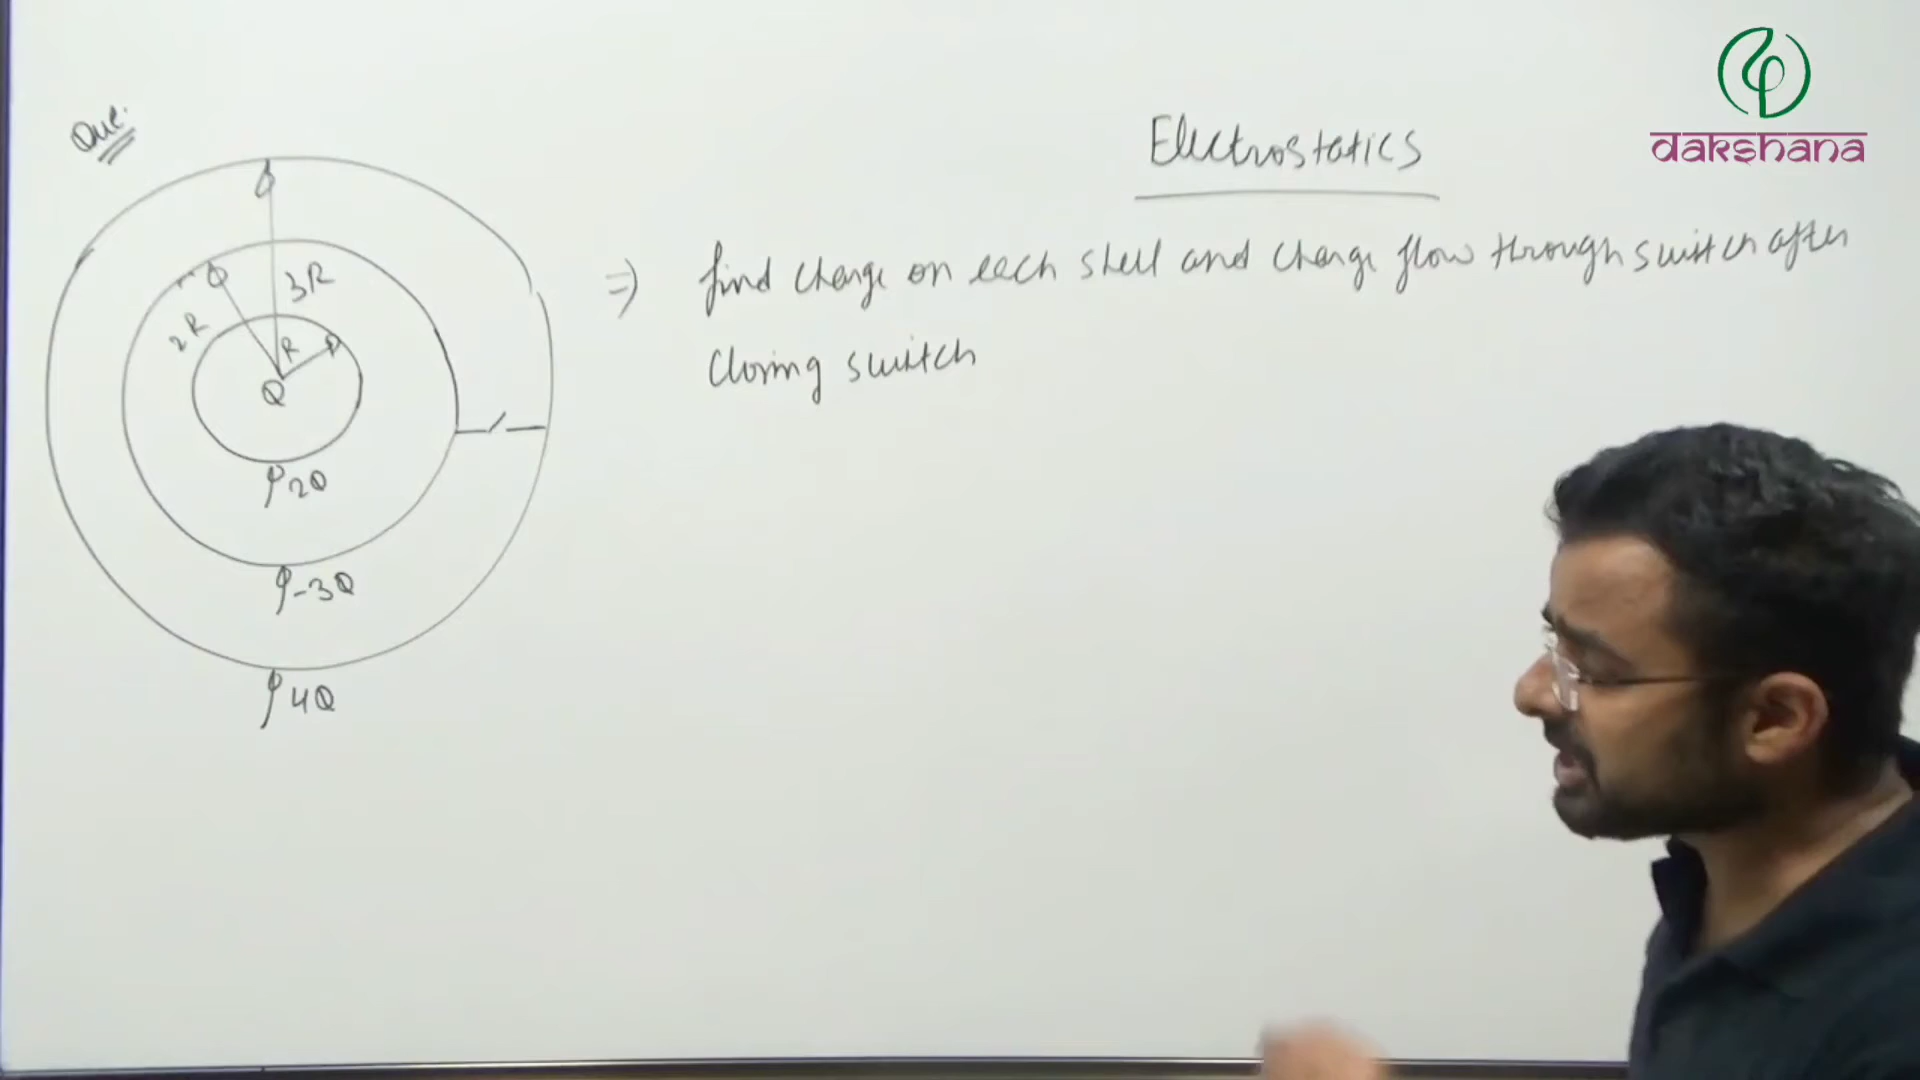 Que.
Electrostatics
dakshana
⇒ find charge on each shell and charge flow through switch after
closing switch
3R
2R
R
Q
2Q
-3Q
4Q